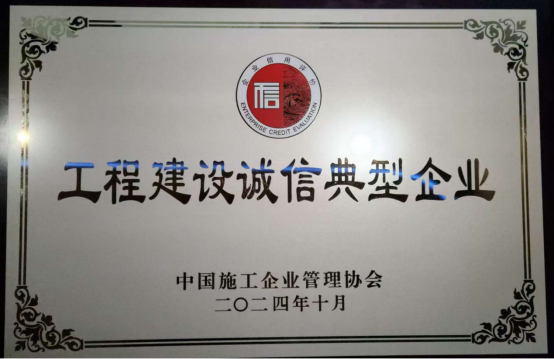 企业信用评价
信
ENTERPRISE CREDIT EVALUATION
工程建设诚信典型企业
中国施工企业管理协会
二〇二四年十月